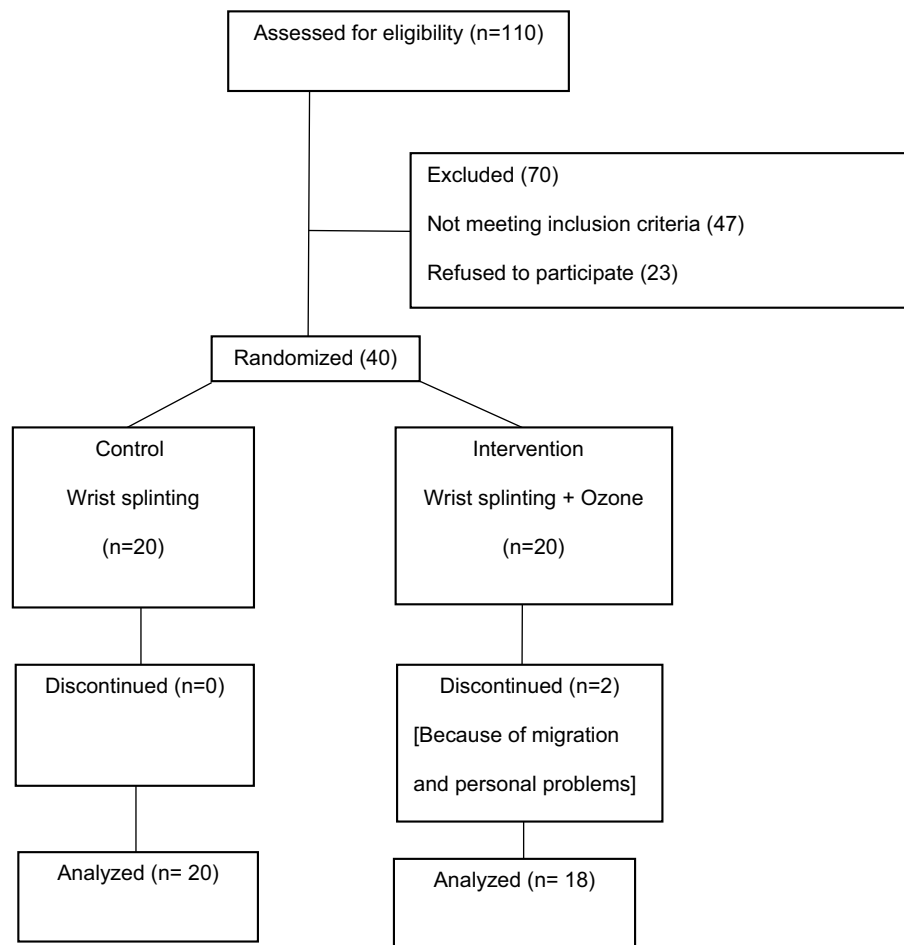 Assessed for eligibility (n=110)
Excluded (70)
Not meeting inclusion criteria (47)
Refused to participate (23)
Randomized (40)
Control
Wrist splinting
(n=20)
Intervention
Wrist splinting + Ozone
(n=20)
Discontinued (n=0)
Discontinued (n=2)
[Because of migration
and personal problems]
Analyzed (n= 20)
Analyzed (n= 18)